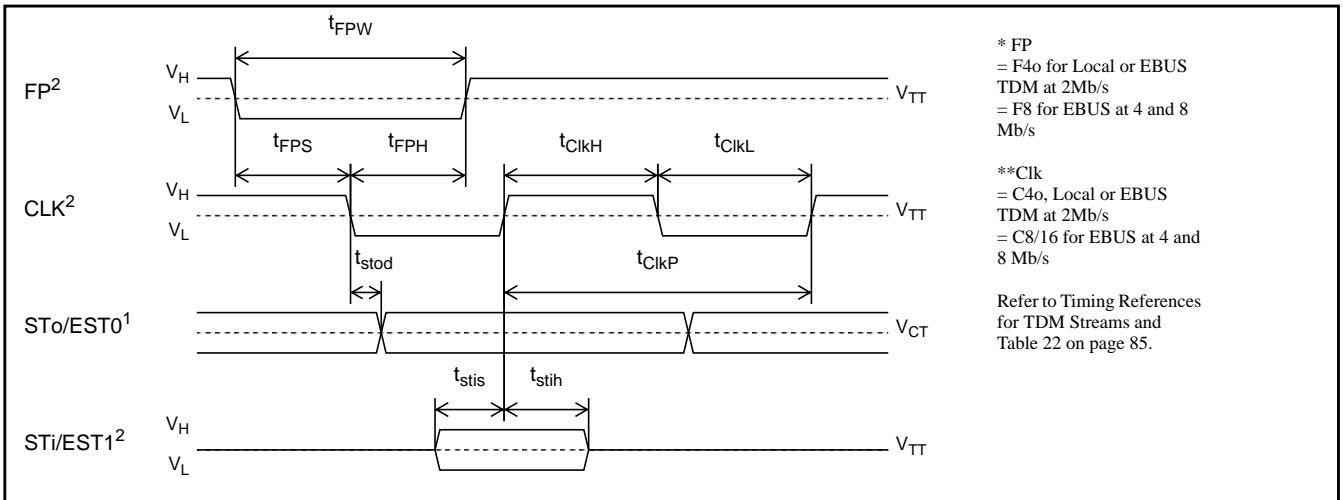 tFPW
FP2
VH
VL
VTT
tFPS
tFPH
tClkH
tClkL
CLK2
VH
VL
VTT
tstod
tClkP
STo/EST01
VCT
tstis
tstih
STi/EST12
VH
VL
VTT
* FP
= F4o for Local or EBUS
TDM at 2Mb/s
= F8 for EBUS at 4 and 8
Mb/s
**Clk
= C4o, Local or EBUS
TDM at 2Mb/s
= C8/16 for EBUS at 4 and
8 Mb/s
Refer to Timing References
for TDM Streams and
Table 22 on page 85.